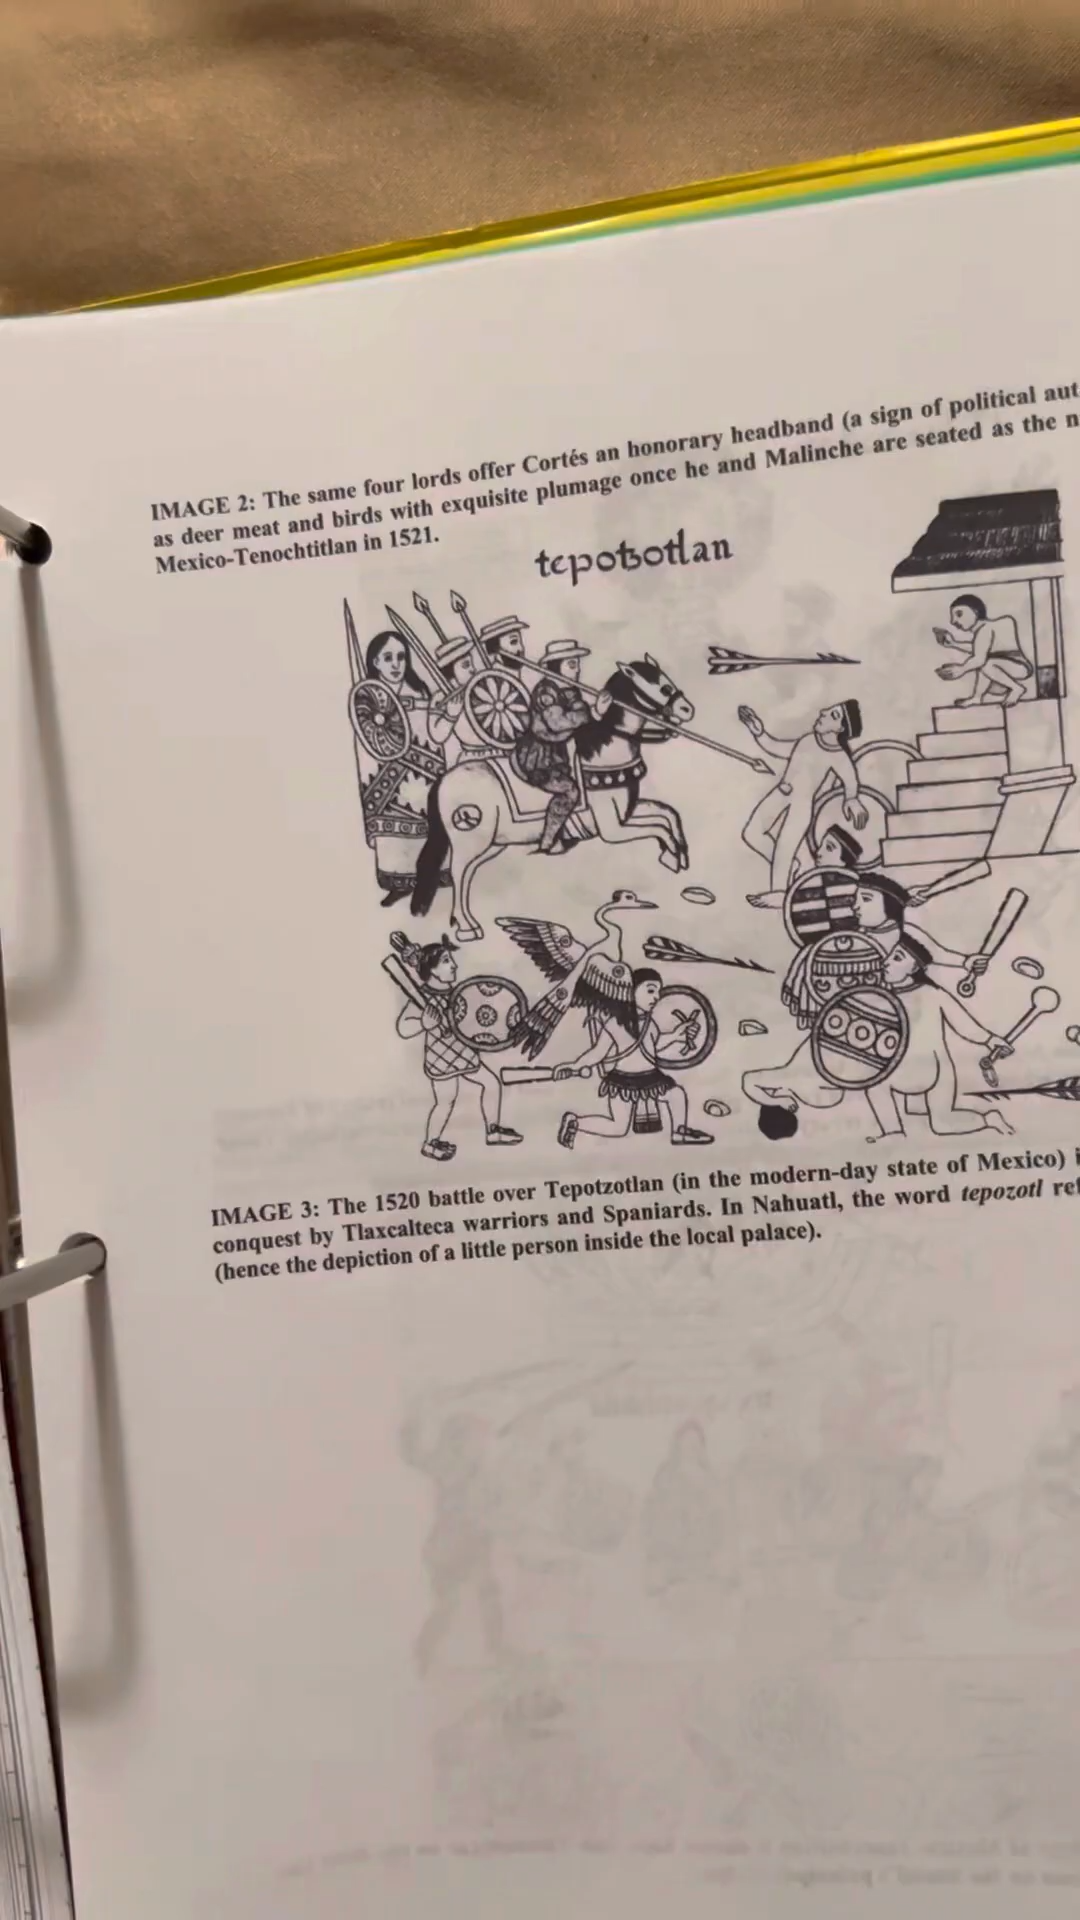 IMAGE 2: The same four lords offer Cortés an honorary headband (a sign of political
as deer meat and birds with exquisite plumage once he and Malinche are seated as the
Mexico-Tenochtitlan in 1521.
tepotzotlan
IMAGE 3: The 1520 battle over Tepotzotlan (in the modern-day state of Mexico)
conquest by Tlaxcalteca warriors and Spaniards. In Nahuatl, the word tepozotl
(hence the depiction of a little person inside the local palace).